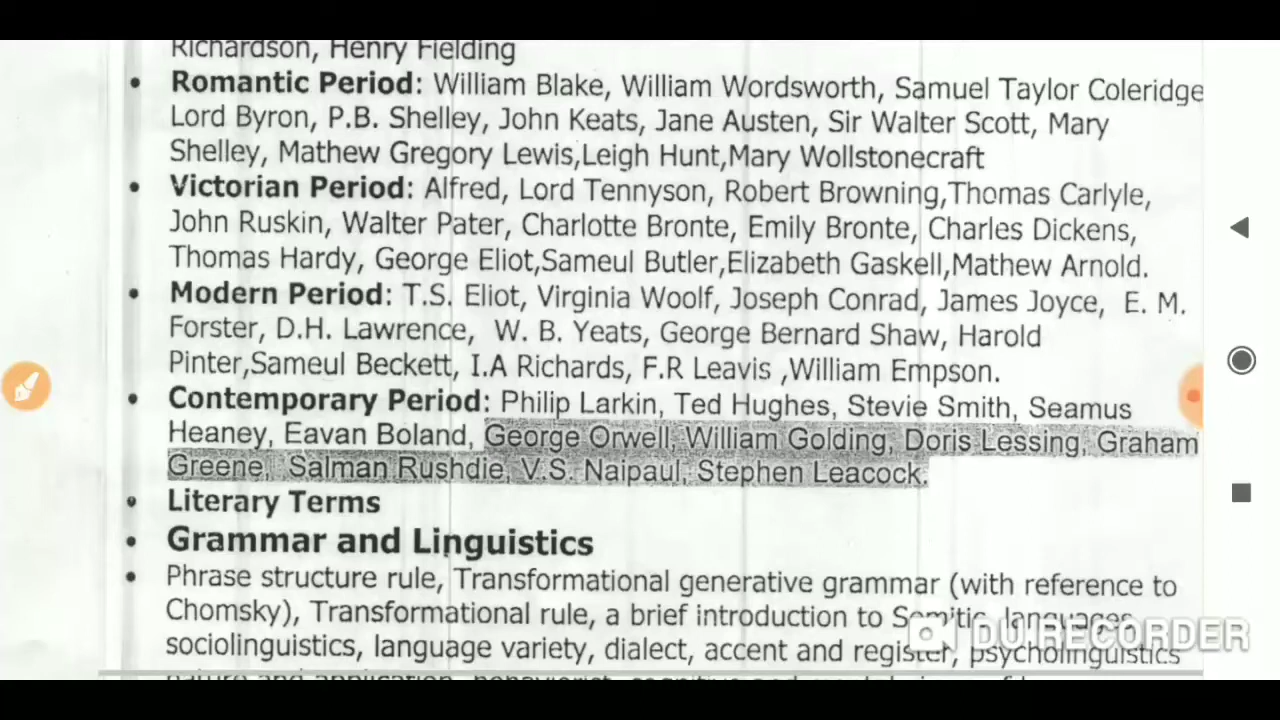 Richardson, Henry Fielding
• Romantic Period: William Blake, William Wordsworth, Samuel Taylor Coleridge
Lord Byron, P.B. Shelley, John Keats, Jane Austen, Sir Walter Scott, Mary
Shelley, Mathew Gregory Lewis,Leigh Hunt,Mary Wollstonecraft
• Victorian Period: Alfred, Lord Tennyson, Robert Browning,Thomas Carlyle,
John Ruskin, Walter Pater, Charlotte Bronte, Emily Bronte, Charles Dickens,
Thomas Hardy, George Eliot,Sameul Butler,Elizabeth Gaskell,Mathew Arnold.
• Modern Period: T.S. Eliot, Virginia Woolf, Joseph Conrad, James Joyce, E. M.
Forster, D.H. Lawrence, W. B. Yeats, George Bernard Shaw, Harold
Pinter,Sameul Beckett, I.A Richards, F.R Leavis ,William Empson.
• Contemporary Period: Philip Larkin, Ted Hughes, Stevie Smith, Seamus
Heaney, Eavan Boland, George Orwell, William Golding, Doris Lessing, Graham
Greene, Salman Rushdie, V.S. Naipaul, Stephen Leacock.
• Literary Terms
• Grammar and Linguistics
• Phrase structure rule, Transformational generative grammar (with reference to
Chomsky), Transformational rule, a brief introduction to Semitic languages
sociolinguistics, language variety, dialect, accent and register, psycholinguistics
DU RECORDER